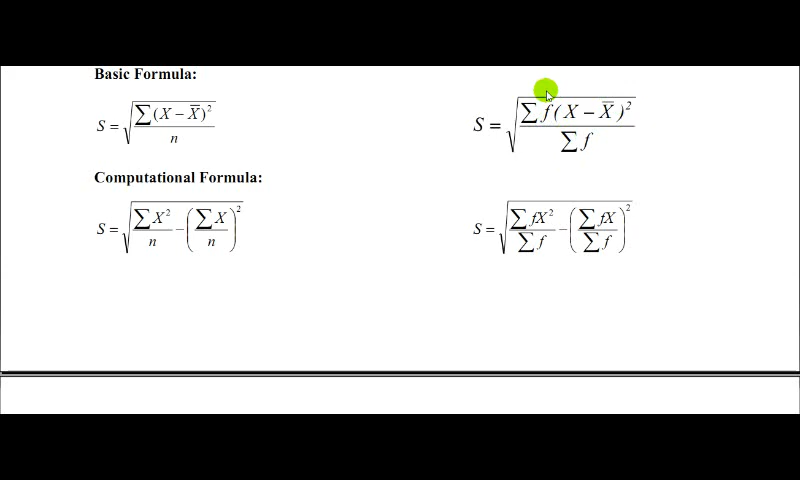 Basic Formula:
S = √(∑(X − X̄)² / n)
S = √(∑f(X − X̄)² / ∑f)
Computational Formula:
S = √(∑X² / n − (∑X / n)²)
S = √(∑fX² / ∑f − (∑fX / ∑f)²)